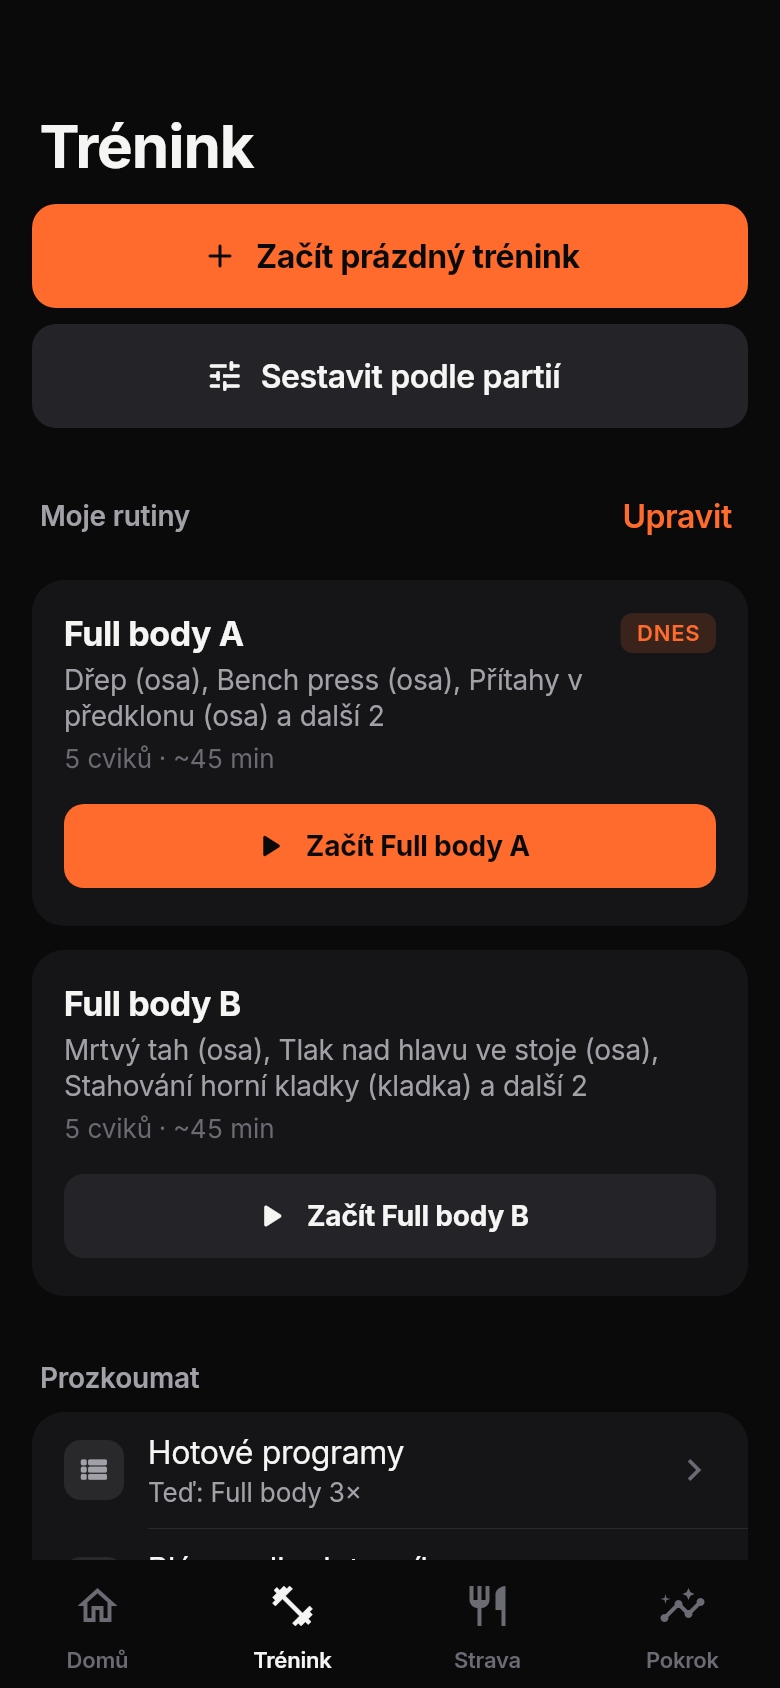 Trénink
Začít prázdný trénink
Sestavit podle partií
Moje rutiny
Upravit
Full body A
DNES
Dřep (osa), Bench press (osa), Přítahy v
předklonu (osa) a další 2
5 cviků · ~45 min
Začít Full body A
Full body B
Mrtvý tah (osa), Tlak nad hlavu ve stoje (osa),
Stahování horní kladky (kladka) a další 2
5 cviků · ~45 min
Začít Full body B
Prozkoumat
Hotové programy
Teď: Full body 3×
Domů
Trénink
Strava
Pokrok